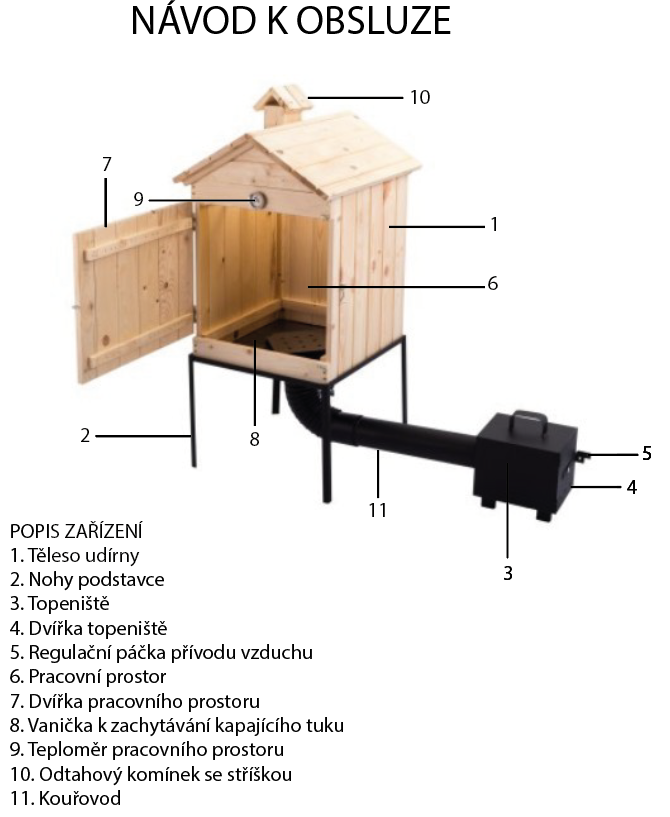 NÁVOD K OBSLUZE
10
7
9
1
6
2
8
5
4
11
3
POPIS ZAŘÍZENÍ
1. Těleso udírny
2. Nohy podstavce
3. Topeniště
4. Dvířka topeniště
5. Regulační páčka přívodu vzduchu
6. Pracovní prostor
7. Dvířka pracovního prostoru
8. Vanička k zachytávání kapajícího tuku
9. Teploměr pracovního prostoru
10. Odtahový komínek se stříškou
11. Kouřovod